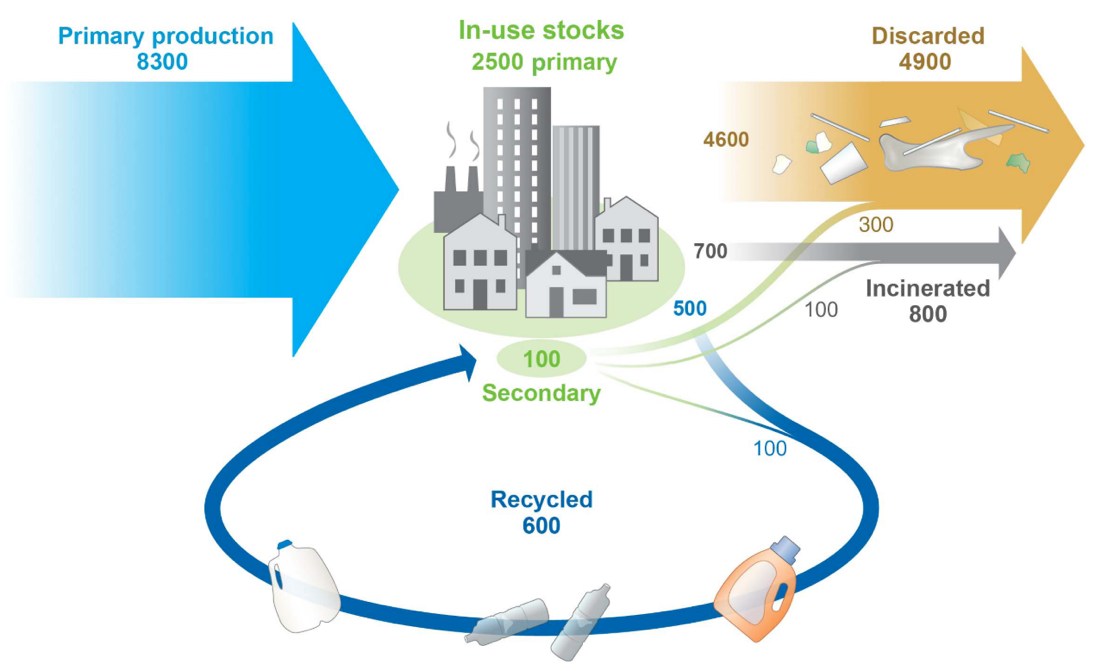 Primary production
8300
In-use stocks
2500 primary
Discarded
4900
4600
300
700
Incinerated
800
100
500
100
Secondary
100
Recycled
600